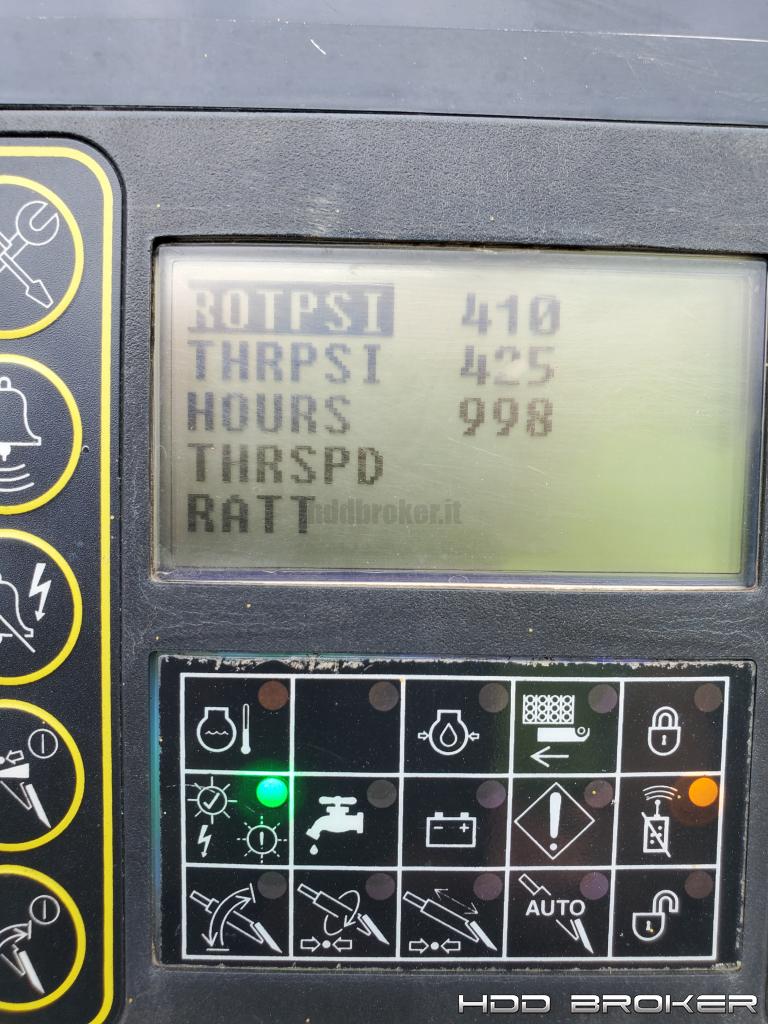 ROTPSI 410
THRPSI 425
HOURS 998
THRSPD
RATT
hddbroker.it
AUTO
HDD BROKER